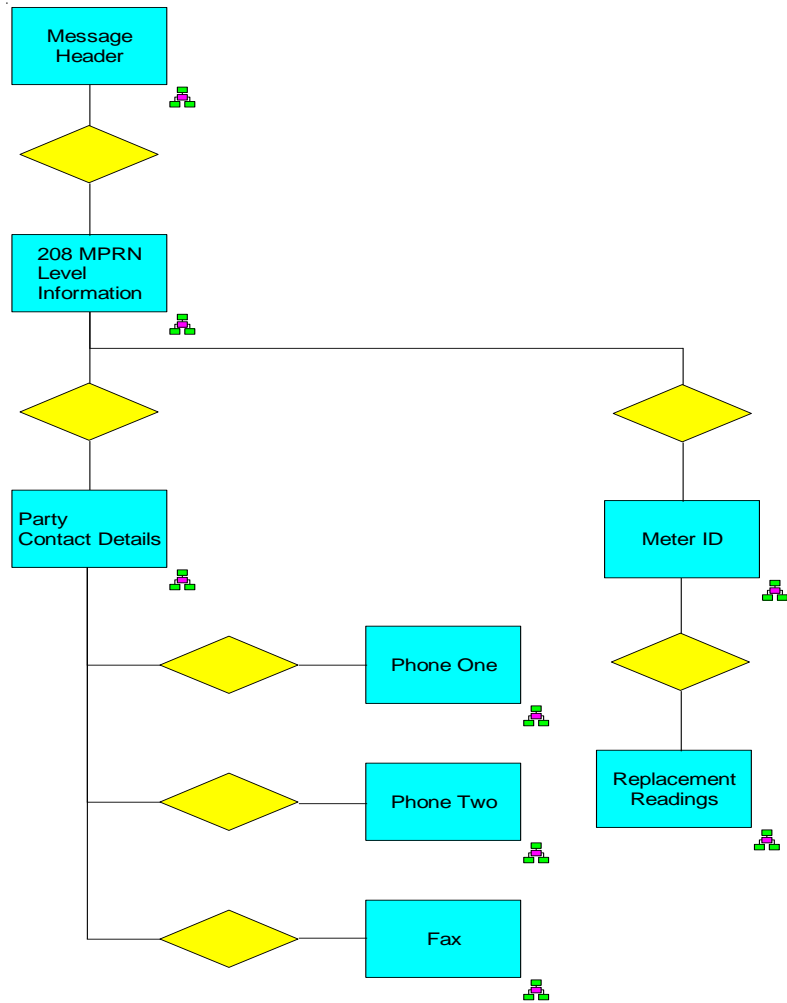 Message
Header
208 MPRN
Level
Information
Party
Contact Details
Meter ID
Phone One
Phone Two
Replacement
Readings
Fax